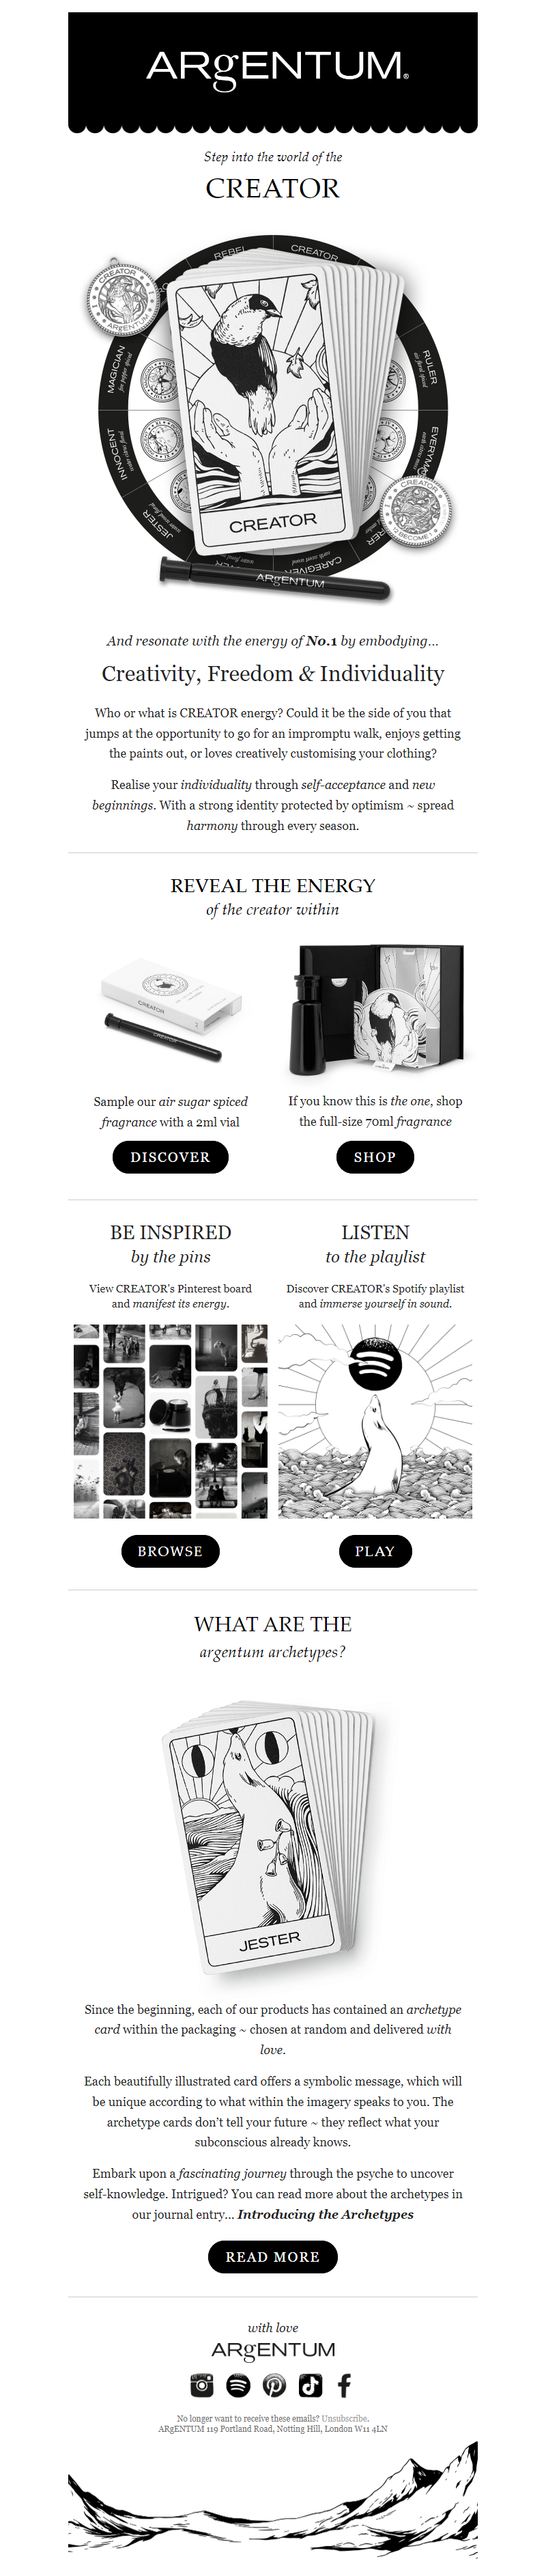 ARgENTUM®
Step into the world of the
CREATOR
REBEL
CREATOR
CREATOR
ARgENTUM
MAGICIAN
RULER
INNOCENT
JESTER
CAREGIVER
CREATOR
CREATOR
12 BECOME 1
ARgENTUM
And resonate with the energy of No.1 by embodying...
Creativity, Freedom & Individuality
Who or what is CREATOR energy? Could it be the side of you that
jumps at the opportunity to go for an impromptu walk, enjoys getting
the paints out, or loves creatively customising your clothing?
Realise your individuality through self-acceptance and new
beginnings. With a strong identity protected by optimism ~ spread
harmony through every season.
REVEAL THE ENERGY
of the creator within
CREATOR
CREATOR
Sample our air sugar spiced
fragrance with a 2ml vial
DISCOVER
If you know this is the one, shop
the full-size 70ml fragrance
SHOP
BE INSPIRED
by the pins
View CREATOR's Pinterest board
and manifest its energy.
BROWSE
LISTEN
to the playlist
Discover CREATOR's Spotify playlist
and immerse yourself in sound.
PLAY
WHAT ARE THE
argentum archetypes?
JESTER
Since the beginning, each of our products has contained an archetype
card within the packaging ~ chosen at random and delivered with
love.
Each beautifully illustrated card offers a symbolic message, which will
be unique according to what within the imagery speaks to you. The
archetype cards don't tell your future ~ they reflect what your
subconscious already knows.
Embark upon a fascinating journey through the psyche to uncover
self-knowledge. Intrigued? You can read more about the archetypes in
our journal entry... Introducing the Archetypes
READ MORE
with love
ARgENTUM
No longer want to receive these emails? Unsubscribe.
ARgENTUM 119 Portland Road, Notting Hill, London W11 4LN